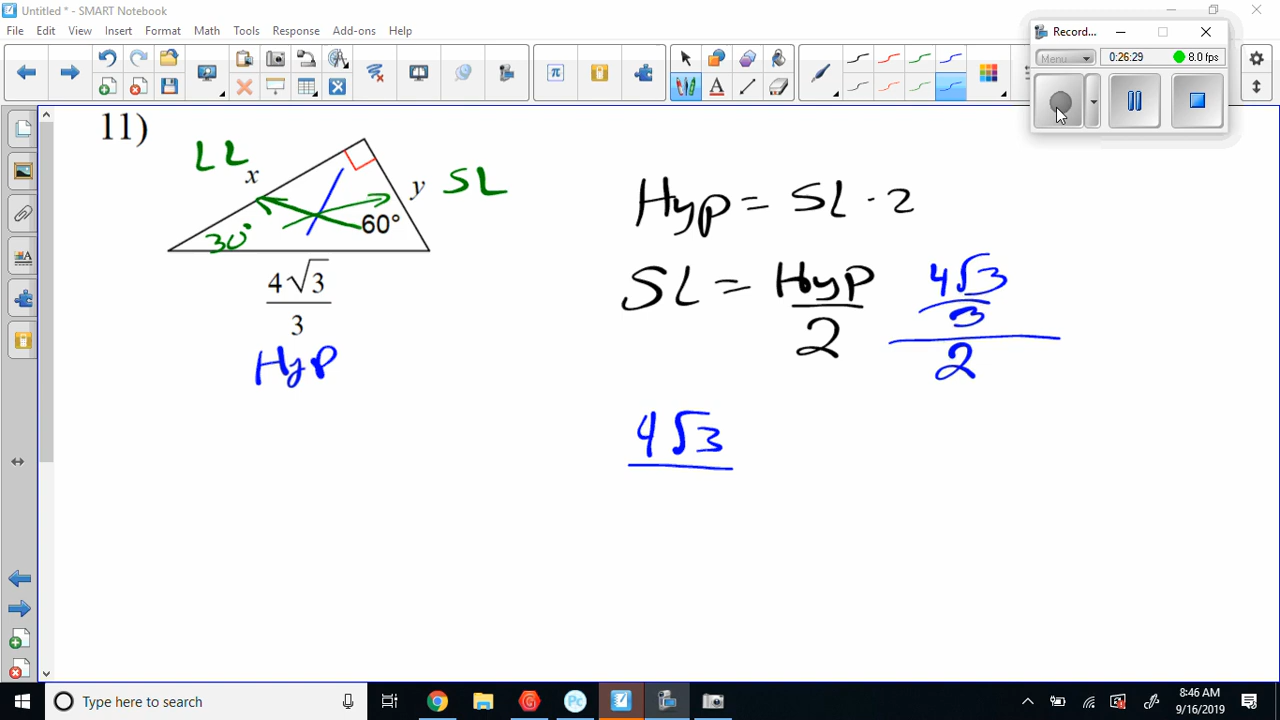 Untitled * - SMART Notebook
File Edit View Insert Format Math Tools Response Add-ons Help
Record...
Menu 0:26:29 8.0 fps
11)
LL
x
y
SL
30°
60°
4√3
3
Hyp
Hyp = SL · 2
SL = Hyp
2
4√3
3
2
4√3
Type here to search
8:46 AM
9/16/2019